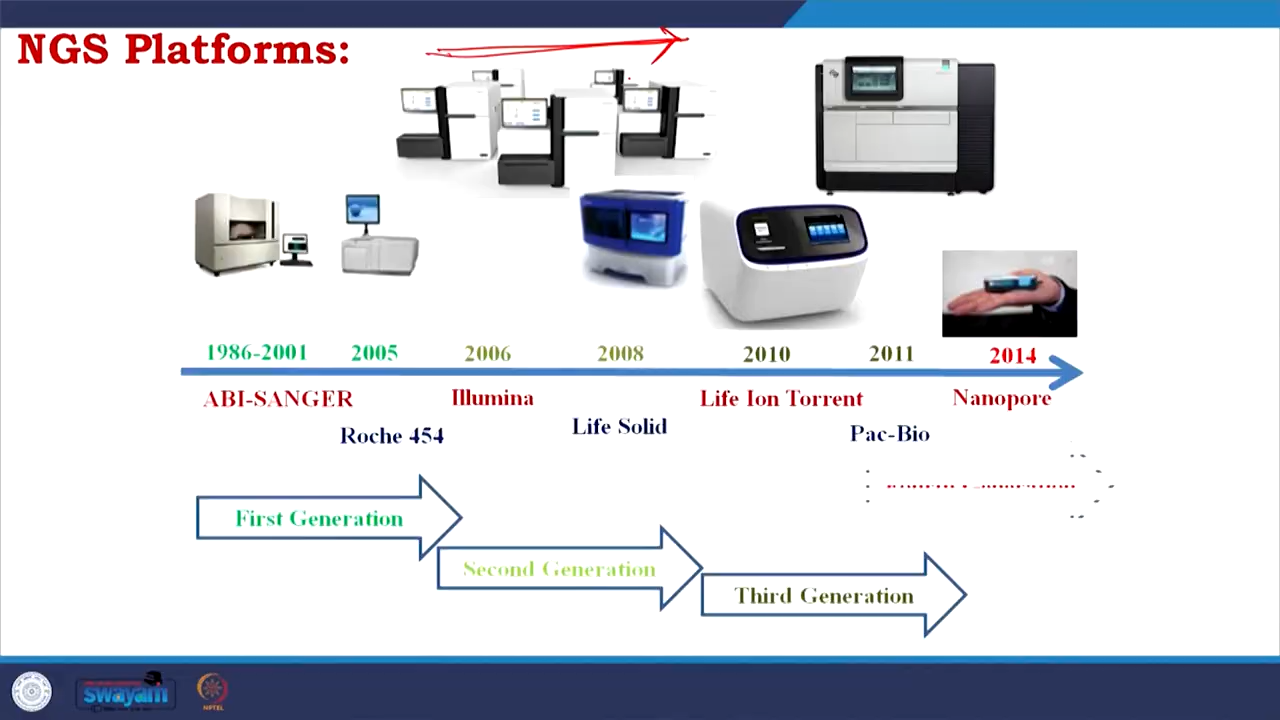 NGS Platforms:
1986-2001 2005 2006 2008 2010 2011 2014
ABI-SANGER Illumina Life Ion Torrent Nanopore
Roche 454 Life Solid Pac-Bio
First Generation
Second Generation
Third Generation
swayam
NPTEL